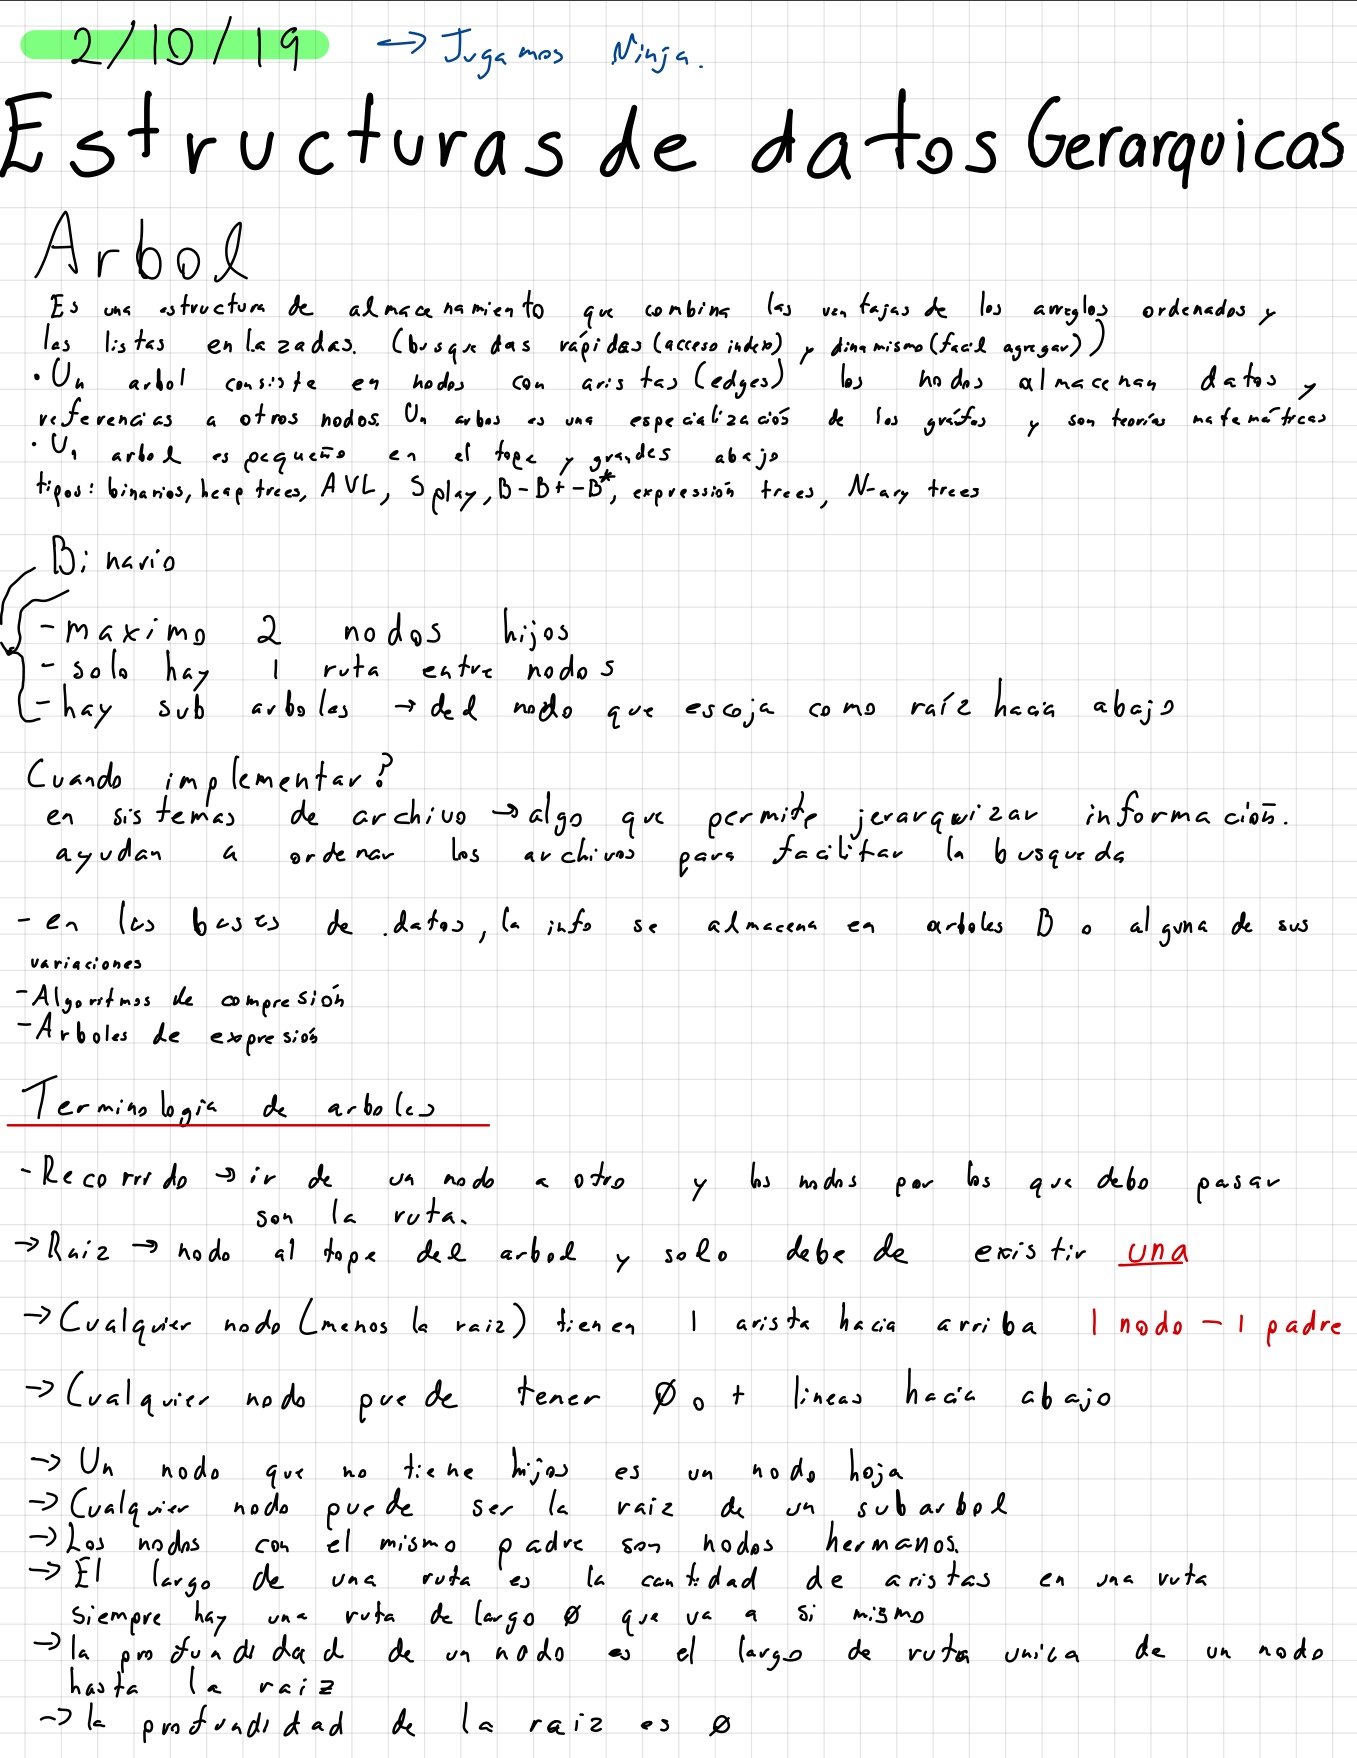 2/10/19 → Jugamos Ninja.
Estructuras de datos Gerarquicas
Arbol
Es una estructura de almacenamiento que combina las ventajas de los arreglos ordenados y
las listas enlazadas. (busquedas rápidas (acceso index) y dinamismo (facil agregar))
• Un arbol consiste en nodos con aristas (edges) los nodos almacenan datos y
referencias a otros nodos. Un arbos es una especializació́n de los gráfos y son teorías matemátricas
• Un arbol es pequeño en el tope y grandes abajo
tipos: binarios, heap trees, AVL, Splay, B-B+-B*, expressión trees, N-ary trees
Binario
- maximo 2 nodos hijos
- solo hay 1 ruta entre nodos
- hay sub arboles → del nodo que escoja como raíz hacia abajo
Cuando implementar?
en sistemas de archivo → algo que permite jerarquizar información.
ayudan a ordenar los archivos para facilitar la busqueda
- en las bases de datos, la info se almacena en arboles B o alguna de sus
variaciones
- Algoritmos de compresión
- Arboles de expresión
Terminologia de arboles
- Recorrido → ir de un nodo a otro y los nodos por los que debo pasar
son la ruta.
→ Raiz → nodo al tope del arbol y solo debe de existir una
→ Cualquier nodo (menos la raiz) tienen 1 arista hacia arriba 1 nodo - 1 padre
→ Cualquier nodo puede tener Ø o + lineas hacia abajo
→ Un nodo que no tiene hijos es un nodo hoja
→ Cualquier nodo puede ser la raiz de un subarbol
→ Los nodos con el mismo padre son nodos hermanos.
→ El largo de una ruta es la cantidad de aristas en una ruta
siempre hay una ruta de largo Ø que va a si mismo
→ la profundidad de un nodo es el largo de ruta unica de un nodo
hasta la raiz
→ la profundidad de la raiz es Ø